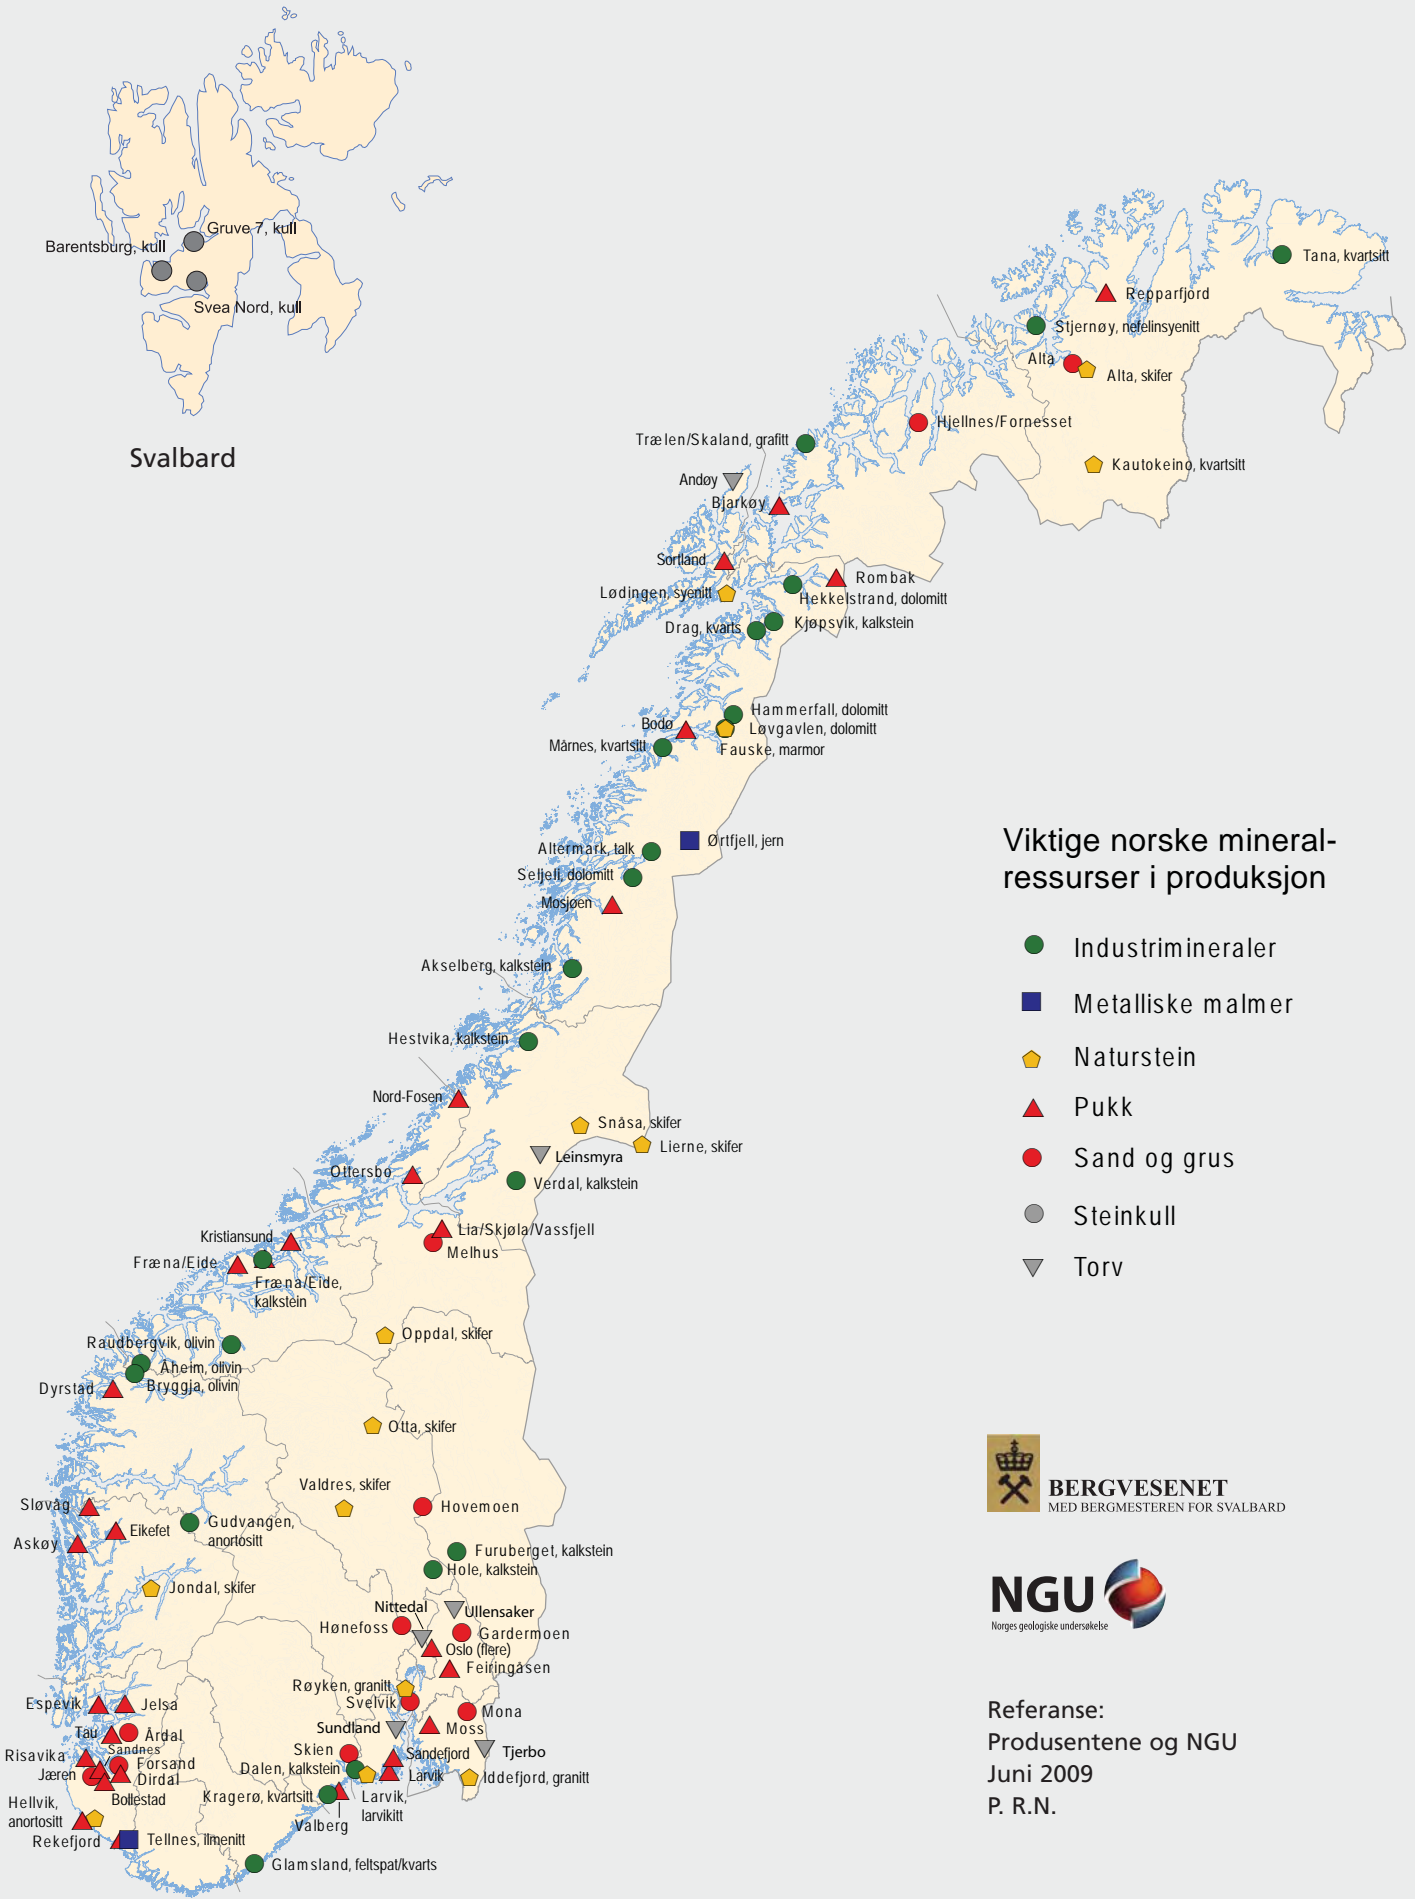 Gruve 7, kull
Barentsburg, kull
Svea Nord, kull
Svalbard
Tana, kvartsitt
Repparfjord
Stjernøy, nefelinsyenitt
Alta
Alta, skifer
Hjellnes/Fornesset
Trælen/Skaland, grafitt
Kautokeino, kvartsitt
Andøy
Bjarkøy
Sortland
Rombak
Lødingen, syenitt
Hekkelstrand, dolomitt
Drag, kvarts
Kjøpsvik, kalkstein
Hammerfall, dolomitt
Bodø
Løvgavlen, dolomitt
Mårnes, kvartsitt
Fauske, marmor
Ørtfjell, jern
Altermark, talk
Seljeli, dolomitt
Mosjøen
Akselberg, kalkstein
Hestvika, kalkstein
Nord-Fosen
Snåsa, skifer
Lierne, skifer
Leinsmyra
Ottersbo
Verdal, kalkstein
Lia/Skjøla/Vassfjell
Kristiansund
Melhus
Fræna/Eide
Fræna/Eide,
kalkstein
Oppdal, skifer
Raudbergvik, olivin
Åheim, olivin
Bryggja, olivin
Dyrstad
Otta, skifer
Valdres, skifer
Sløvåg
Hovemoen
Gudvangen,
anortositt
Eikefet
Askøy
Furuberget, kalkstein
Hole, kalkstein
Jondal, skifer
Nittedal
Ullensaker
Hønefoss
Gardermoen
Oslo (flere)
Feiringåsen
Røyken, granitt
Svelvik
Espevik
Jelsa
Mona
Sundland
Moss
Tau
Årdal
Sandnes
Skien
Sandefjord
Tjerbo
Risavika
Forsand
Dalen, kalkstein
Jæren
Dirdal
Larvik
Iddefjord, granitt
Bollestad
Kragerø, kvartsitt
Larvik,
larvikitt
Hellvik,
anortositt
Valberg
Rekefjord
Tellnes, ilmenitt
Glamsland, feltspat/kvarts
Viktige norske mineral-
ressurser i produksjon
Industrimineraler
Metalliske malmer
Naturstein
Pukk
Sand og grus
Steinkull
Torv
BERGVESENET
MED BERGMESTEREN FOR SVALBARD
NGU
Norges geologiske undersøkelse
Referanse:
Produsentene og NGU
Juni 2009
P. R.N.